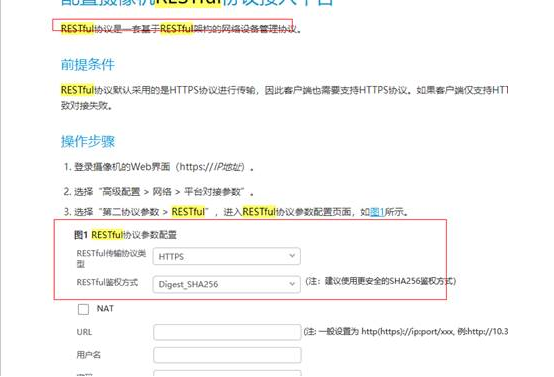 配置摄像机RESTful协议接入平台
RESTful协议是一套基于RESTful架构的网络设备管理协议。
前提条件
RESTful协议默认采用的是HTTPS协议进行传输，因此客户端也需要支持HTTPS协议。如果客户端仅支持HTT
致对接失败。
操作步骤
1. 登录摄像机的Web界面（https://IP地址）。
2. 选择“高级配置 > 网络 > 平台对接参数”。
3. 选择“第二协议参数 > RESTful”，进入RESTful协议参数配置页面，如图1所示。
图1 RESTful协议参数配置
RESTful传输协议类型 HTTPS
RESTful鉴权方式 Digest_SHA256 (注：建议使用更安全的SHA256鉴权方式)
NAT
URL (注: 一般设置为 http(https)://ip:port/xxx, 例:http://10.3
用户名